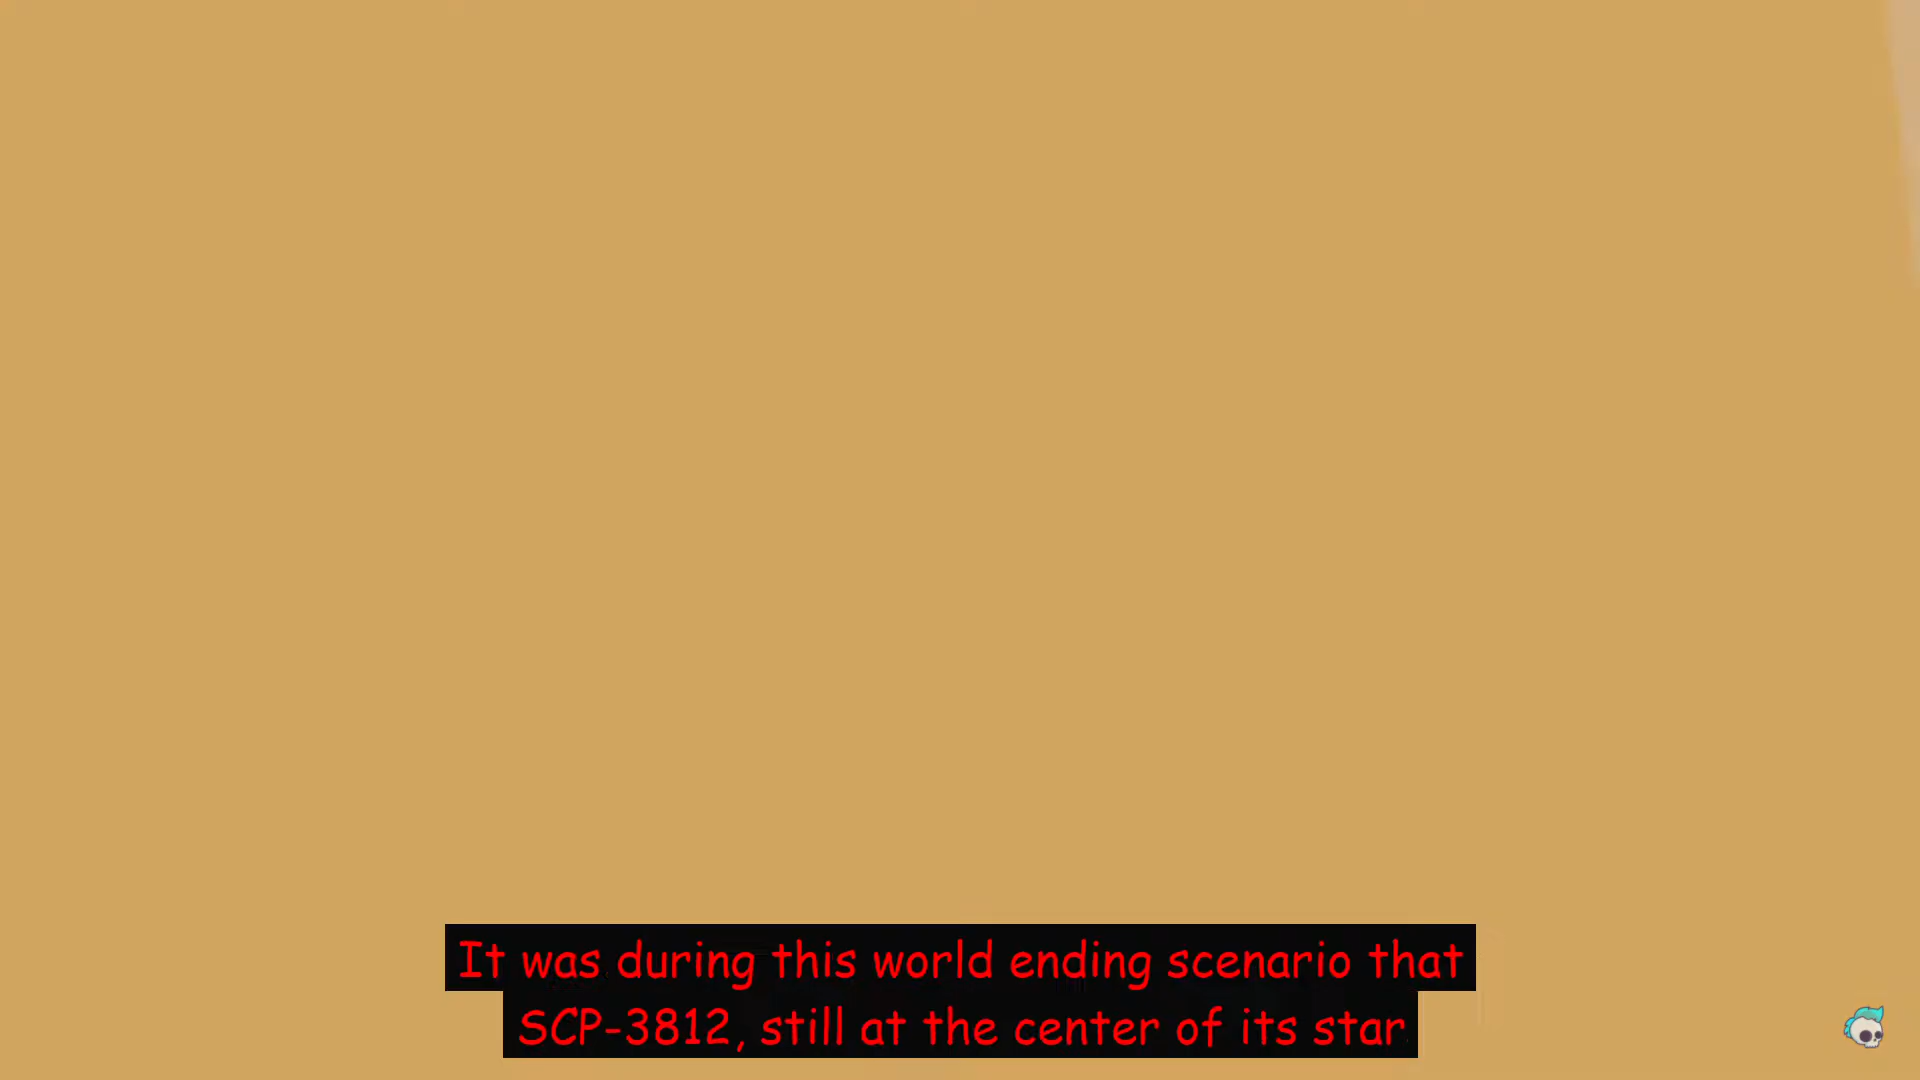 It was during this world ending scenario that
SCP-3812, still at the center of its star